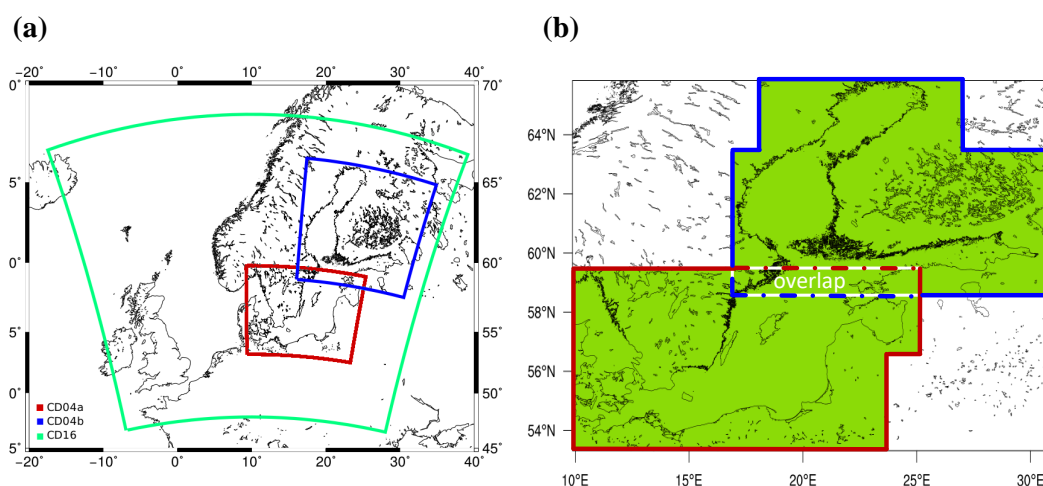 (a)
(b)
−20° −10° 0° 10° 20° 30° 40°
0° 70°
5° 65°
0° 60°
5° 55°
0° 50°
5° 45°
CD04a
CD04b
CD16
−20° −10° 0° 10° 20° 30° 40°
64°N
62°N
60°N
58°N
56°N
54°N
overlap
10°E 15°E 20°E 25°E 30°E